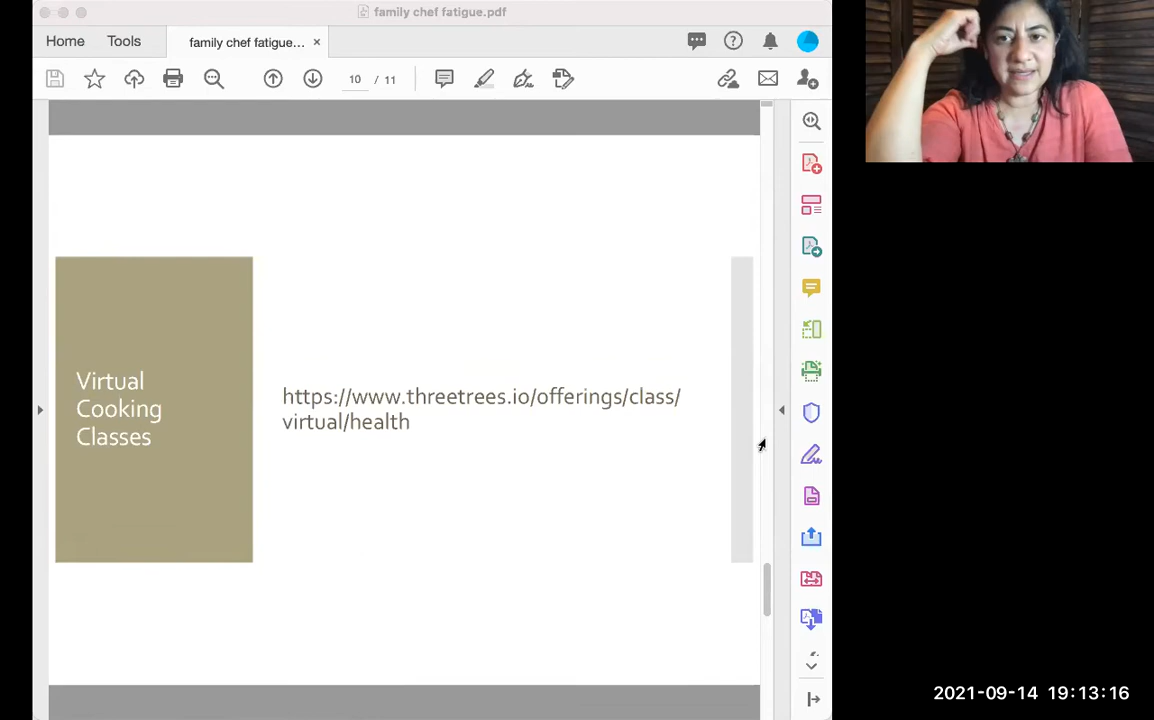 family chef fatigue.pdf
Home
Tools
family chef fatigue...
10 / 11
Virtual
Cooking
Classes
https://www.threetrees.io/offerings/class/
virtual/health
2021-09-14 19:13:16